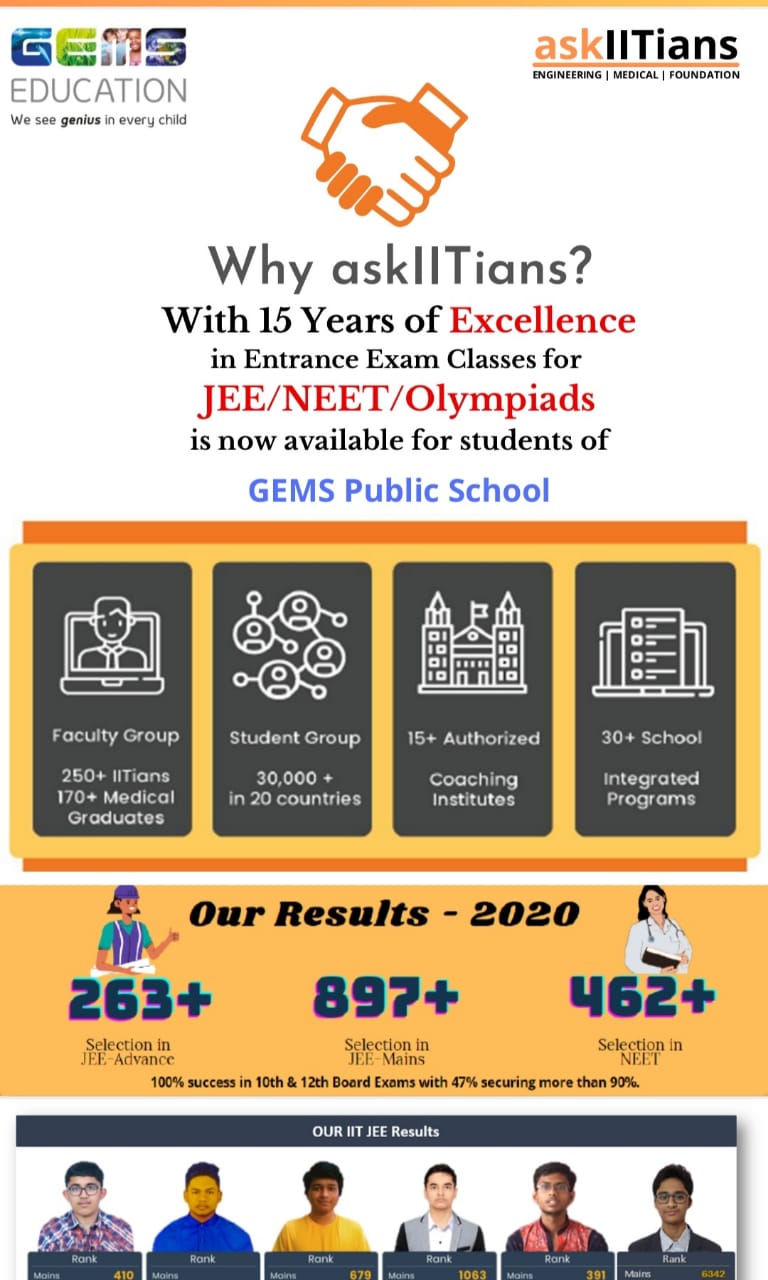 GEMS
EDUCATION
We see genius in every child
askIITians
ENGINEERING | MEDICAL | FOUNDATION
Why askIITians?
With 15 Years of Excellence
in Entrance Exam Classes for
JEE/NEET/Olympiads
is now available for students of
GEMS Public School
Faculty Group
250+ IITians
170+ Medical
Graduates
Student Group
30,000 +
in 20 countries
15+ Authorized
Coaching
Institutes
30+ School
Integrated
Programs
Our Results - 2020
263+
Selection in
JEE-Advance
897+
Selection in
JEE-Mains
462+
Selection in
NEET
100% success in 10th & 12th Board Exams with 47% securing more than 90%.
OUR IIT JEE Results
Rank
Mains 410
Rank
Mains
Rank
Mains 679
Rank
Mains 1063
Rank
Mains 391
Rank
Mains 6342